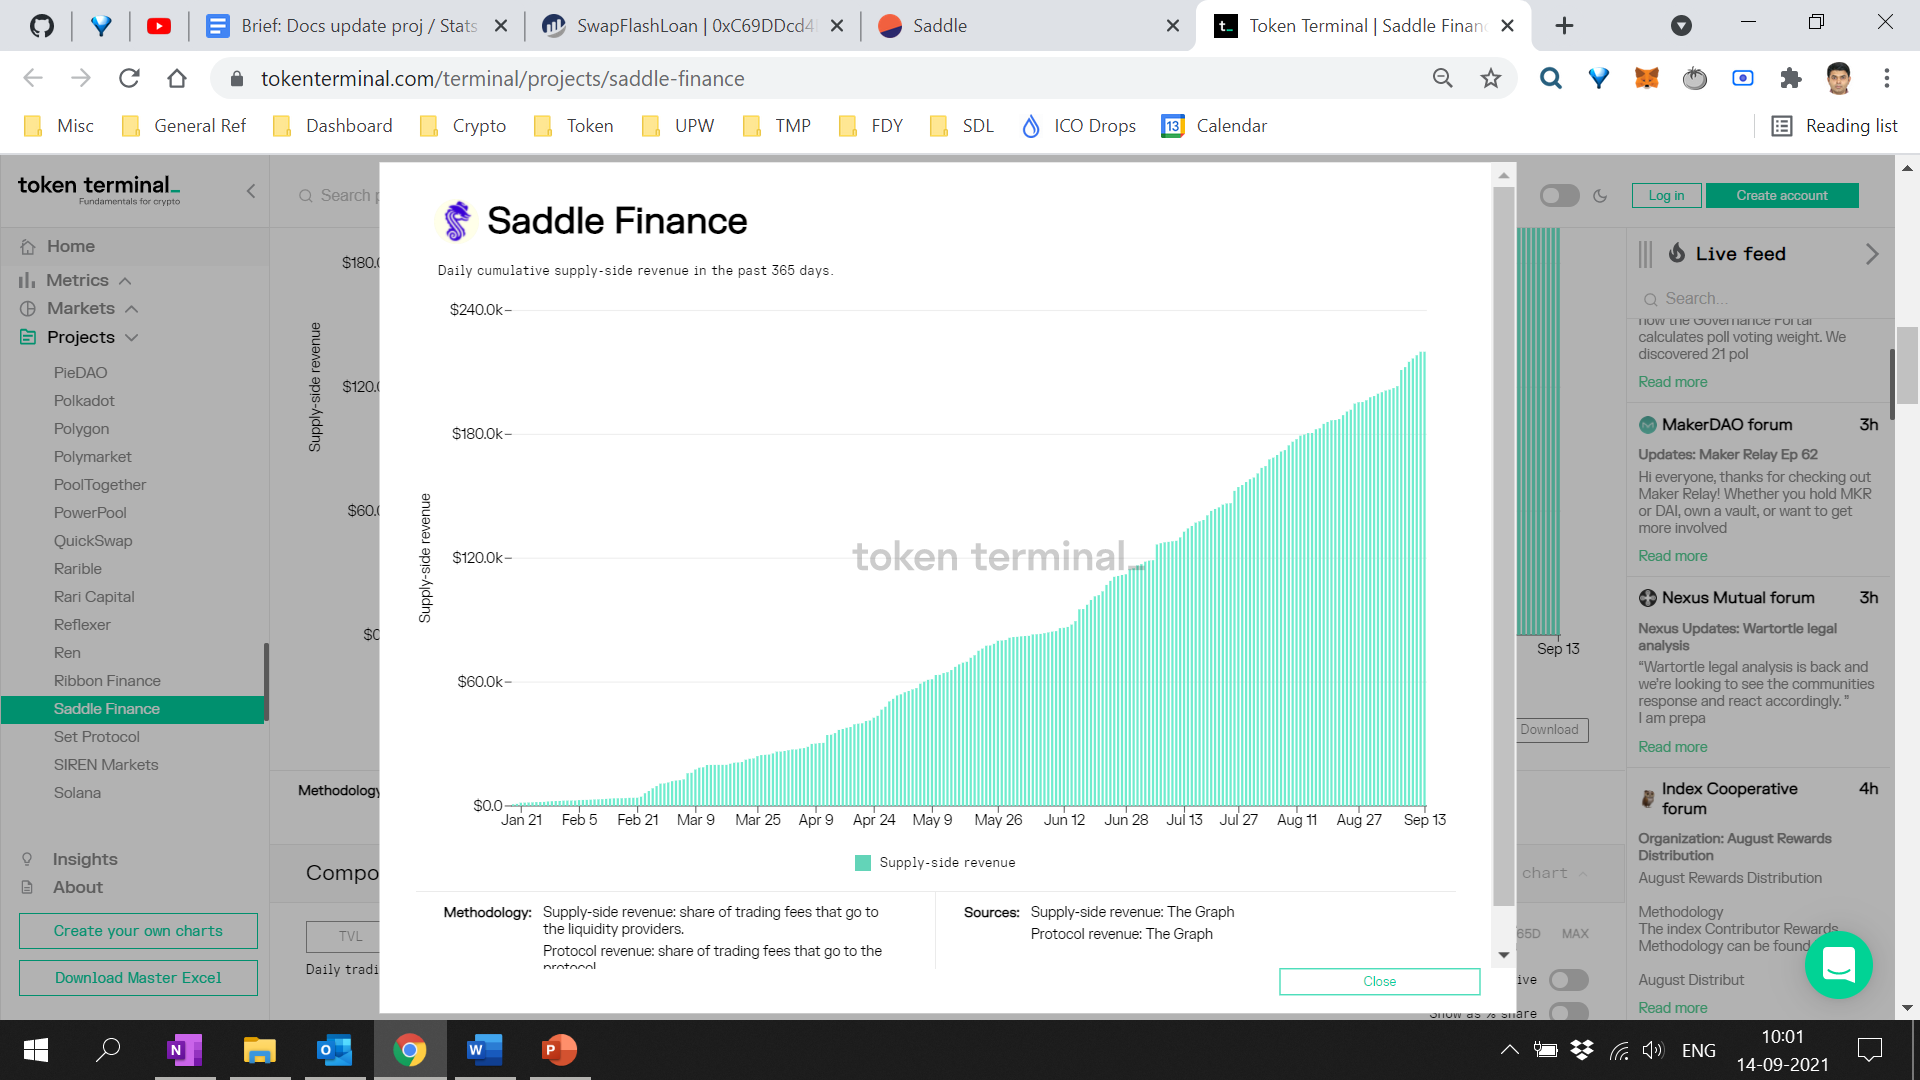 Brief: Docs update proj / Stats
SwapFlashLoan | 0xC69DDcd4
Saddle
Token Terminal | Saddle Finan
tokenterminal.com/terminal/projects/saddle-finance
Misc
General Ref
Dashboard
Crypto
Token
UPW
TMP
FDY
SDL
ICO Drops
13
Calendar
Reading list
token terminal_
Fundamentals for crypto
Search p
Log in
Create account
Home
Metrics
Markets
Projects
PieDAO
Polkadot
Polygon
Polymarket
PoolTogether
PowerPool
QuickSwap
Rarible
Rari Capital
Reflexer
Ren
Ribbon Finance
Saddle Finance
Set Protocol
SIREN Markets
Solana
Insights
About
Create your own charts
Download Master Excel
$180.0
$120.0
$60.0
$0
Supply-side revenue
Methodology
Compo
TVL
Daily tradi
Saddle Finance
Daily cumulative supply-side revenue in the past 365 days.
Supply-side revenue
$240.0k
$180.0k
$120.0k
$60.0k
$0.0
token terminal_
Jan 21
Feb 5
Feb 21
Mar 9
Mar 25
Apr 9
Apr 24
May 9
May 26
Jun 12
Jun 28
Jul 13
Jul 27
Aug 11
Aug 27
Sep 13
Supply-side revenue
Methodology:
Supply-side revenue: share of trading fees that go to
the liquidity providers.
Protocol revenue: share of trading fees that go to the
protocol.
Sources:
Supply-side revenue: The Graph
Protocol revenue: The Graph
Close
Sep 13
Download
chart
65D
MAX
ive
Show as % share
Live feed
Search...
how the Governance Portal
calculates poll voting weight. We
discovered 21 pol
Read more
MakerDAO forum
3h
Updates: Maker Relay Ep 62
Hi everyone, thanks for checking out
Maker Relay! Whether you hold MKR
or DAI, own a vault, or want to get
more involved
Read more
Nexus Mutual forum
3h
Nexus Updates: Wartortle legal
analysis
“Wartortle legal analysis is back and
we’re looking to see the communities
response and react accordingly. ”
I am prepa
Read more
Index Cooperative
forum
4h
Organization: August Rewards
Distribution
August Rewards Distribution
Methodology
The index Contributor Rewards
Methodology can be found
August Distribut
Read more
ENG
10:01
14-09-2021